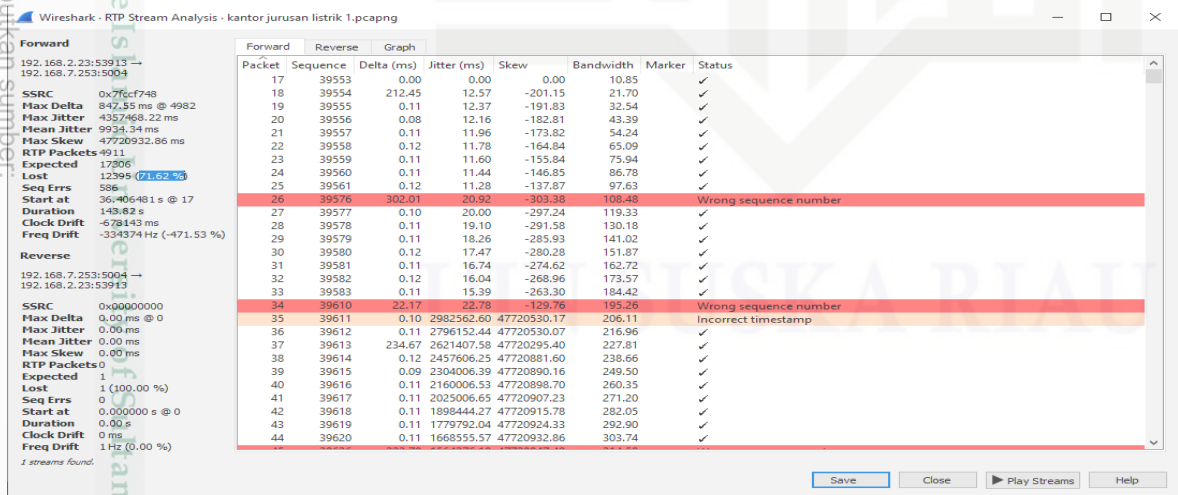 Wireshark · RTP Stream Analysis · kantor jurusan listrik 1.pcapng
Forward
192.168.2.23:53913 →
192.168.7.253:5004
SSRC 0x7fccf748
Max Delta 847.55 ms @ 4982
Max Jitter 4357468.22 ms
Mean Jitter 9934.34 ms
Max Skew 47720932.86 ms
RTP Packets 4911
Expected 17306
Lost 12395 (71.62 %)
Seq Errs 586
Start at 36.406481 s @ 17
Duration 143.82 s
Clock Drift -678143 ms
Freq Drift -334374 Hz (-471.53 %)
Reverse
192.168.7.253:5004 →
192.168.2.23:53913
SSRC 0x00000000
Max Delta 0.00 ms @ 0
Max Jitter 0.00 ms
Mean Jitter 0.00 ms
Max Skew 0.00 ms
RTP Packets 0
Expected 1
Lost 1 (100.00 %)
Seq Errs 0
Start at 0.000000 s @ 0
Duration 0.00 s
Clock Drift 0 ms
Freq Drift 1 Hz (0.00 %)
1 streams found.
Forward Reverse Graph
Packet Sequence Delta (ms) Jitter (ms) Skew Bandwidth Marker Status
17 39553 0.00 0.00 0.00 10.85 ✓
18 39554 212.45 12.57 -201.15 21.70 ✓
19 39555 0.11 12.37 -191.83 32.54 ✓
20 39556 0.08 12.16 -182.81 43.39 ✓
21 39557 0.11 11.96 -173.82 54.24 ✓
22 39558 0.12 11.78 -164.84 65.09 ✓
23 39559 0.11 11.60 -155.84 75.94 ✓
24 39560 0.11 11.44 -146.85 86.78 ✓
25 39561 0.12 11.28 -137.87 97.63 ✓
26 39576 302.01 20.92 -303.38 108.48 Wrong sequence number
27 39577 0.10 20.00 -297.24 119.33 ✓
28 39578 0.11 19.10 -291.58 130.18 ✓
29 39579 0.11 18.26 -285.93 141.02 ✓
30 39580 0.12 17.47 -280.28 151.87 ✓
31 39581 0.11 16.74 -274.62 162.72 ✓
32 39582 0.12 16.04 -268.96 173.57 ✓
33 39583 0.11 15.39 -263.30 184.42 ✓
34 39610 22.17 22.78 -129.76 195.26 Wrong sequence number
35 39611 0.10 2982562.60 47720530.17 206.11 Incorrect timestamp
36 39612 0.11 2796152.44 47720530.07 216.96 ✓
37 39613 234.67 2621407.58 47720295.40 227.81 ✓
38 39614 0.12 2457606.25 47720881.60 238.66 ✓
39 39615 0.09 2304006.39 47720890.16 249.50 ✓
40 39616 0.11 2160006.53 47720898.70 260.35 ✓
41 39617 0.11 2025006.65 47720907.23 271.20 ✓
42 39618 0.11 1898444.27 47720915.78 282.05 ✓
43 39619 0.11 1779792.04 47720924.33 292.90 ✓
44 39620 0.11 1668555.57 47720932.86 303.74 ✓
Save Close Play Streams Help
UIN SUSKA RIAU
utkan sumber: